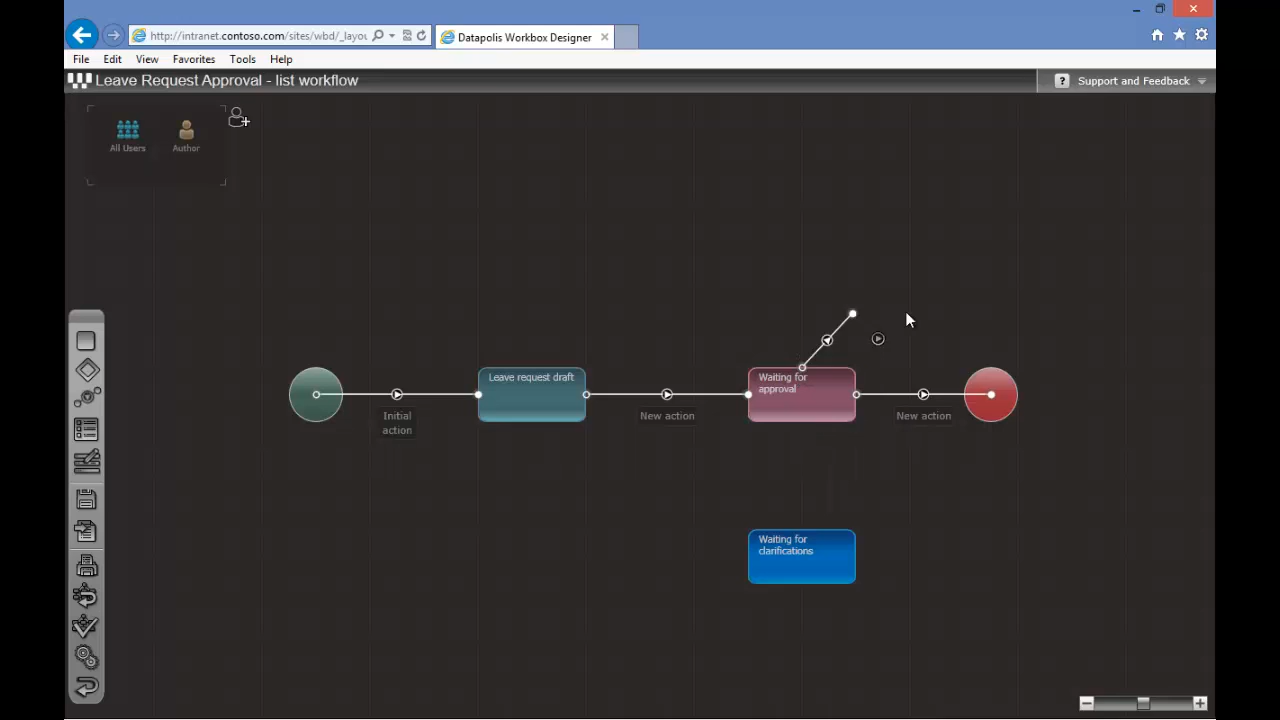 http://intranet.contoso.com/sites/wbd/_layou
Datapolis Workbox Designer
File Edit View Favorites Tools Help
Leave Request Approval - list workflow
? Support and Feedback
All Users
Author
Leave request draft
Waiting for
approval
Initial
action
New action
New action
Waiting for
clarifications